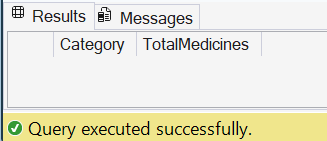 Results Messages
Category TotalMedicines
Query executed successfully.